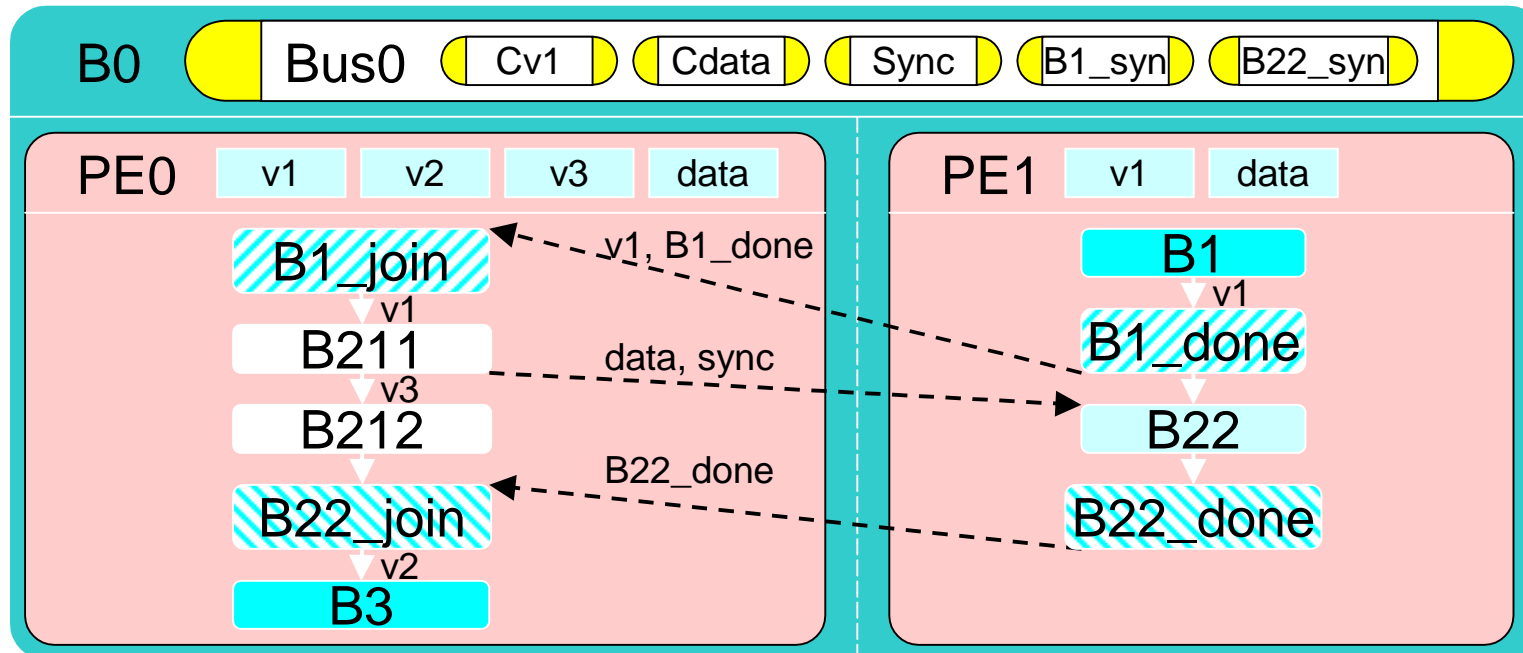 B0 Bus0 Cv1 Cdata Sync B1_syn B22_syn
PE0 v1 v2 v3 data
B1_join
v1
B211
v3
B212
B22_join
v2
B3
v1, B1_done
data, sync
B22_done
PE1 v1 data
B1
v1
B1_done
B22
B22_done